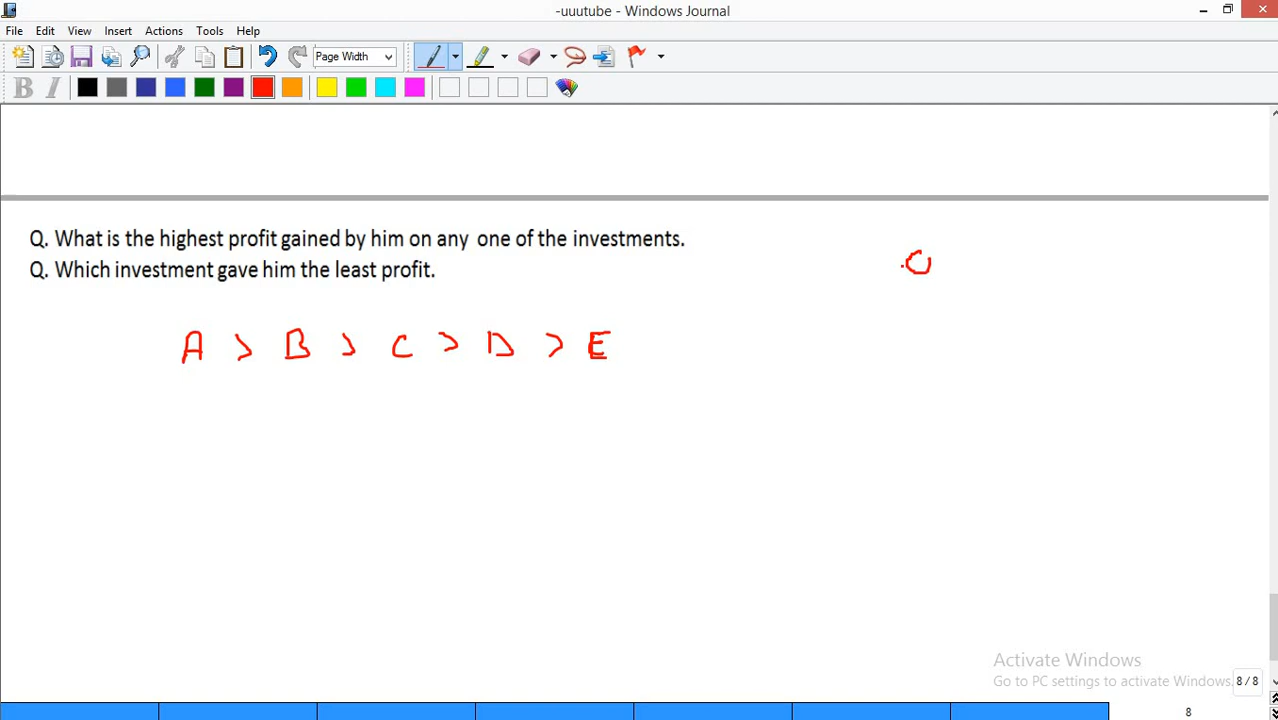 -uuutube - Windows Journal
File Edit View Insert Actions Tools Help
Page Width
B I
Q. What is the highest profit gained by him on any one of the investments.
Q. Which investment gave him the least profit.
A > B > C > D > E
Activate Windows
Go to PC settings to activate Windows.
8 / 8
8